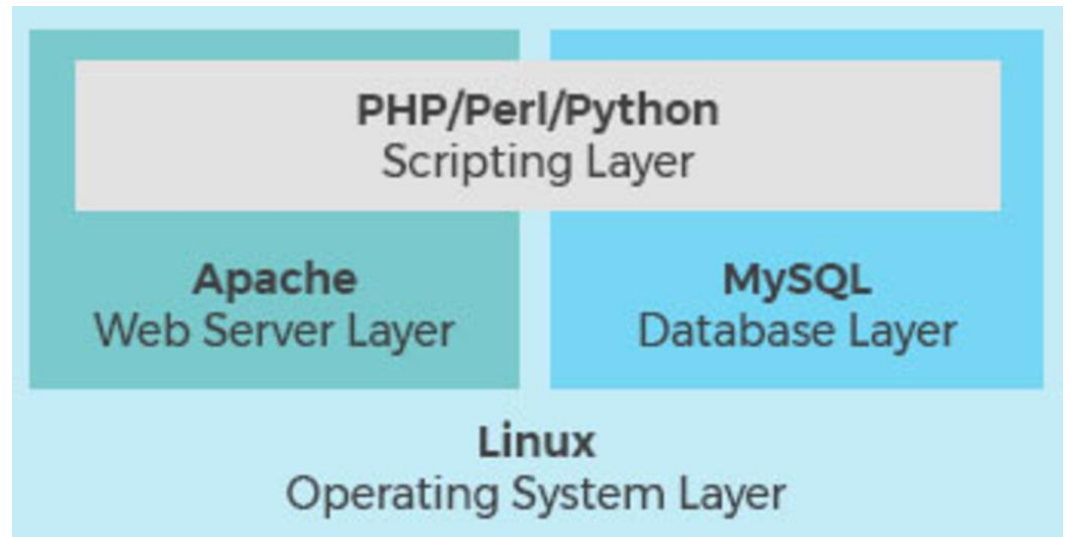 PHP/Perl/Python
Scripting Layer
Apache
Web Server Layer
MySQL
Database Layer
Linux
Operating System Layer